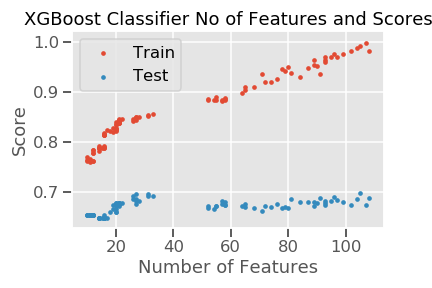 XGBoost Classifier No of Features and Scores
1.0
0.9
0.8
0.7
Score
Train
Test
20
40
60
80
100
Number of Features